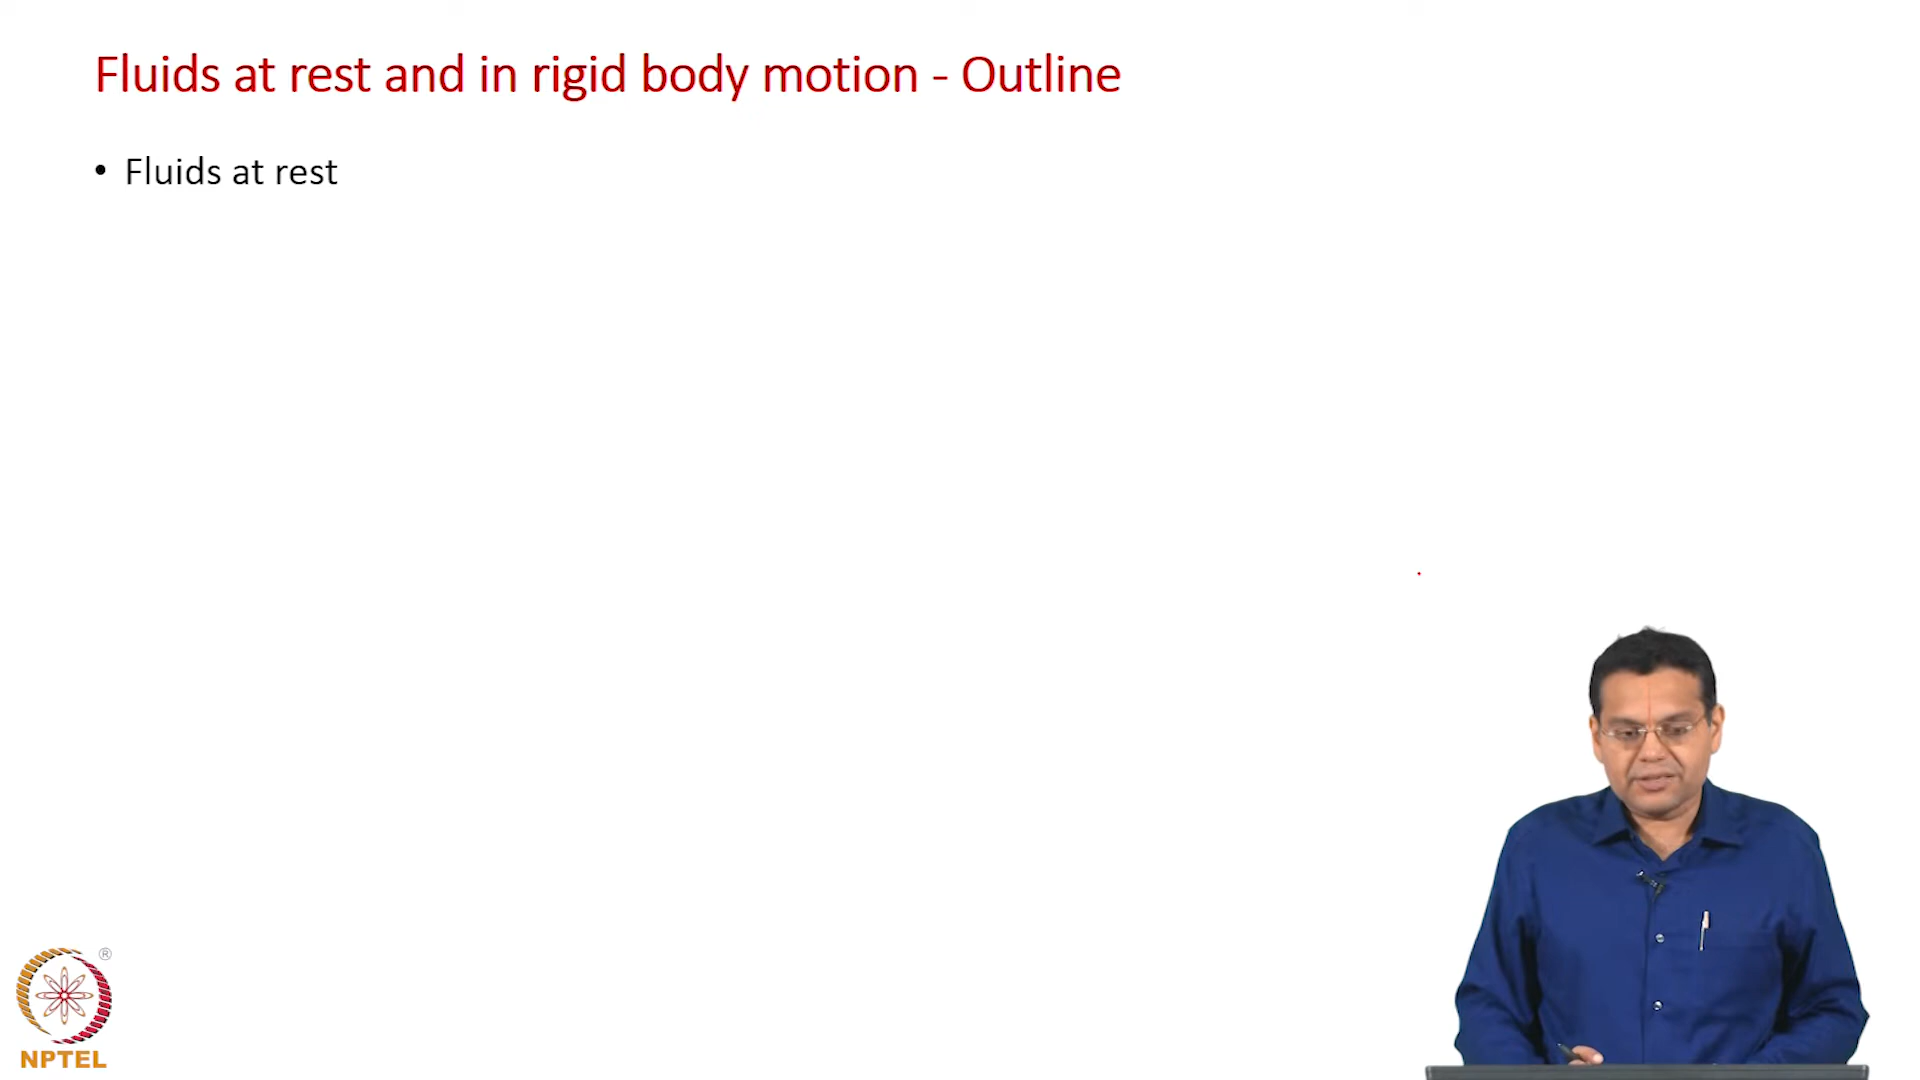 Fluids at rest and in rigid body motion - Outline
• Fluids at rest
®
NPTEL